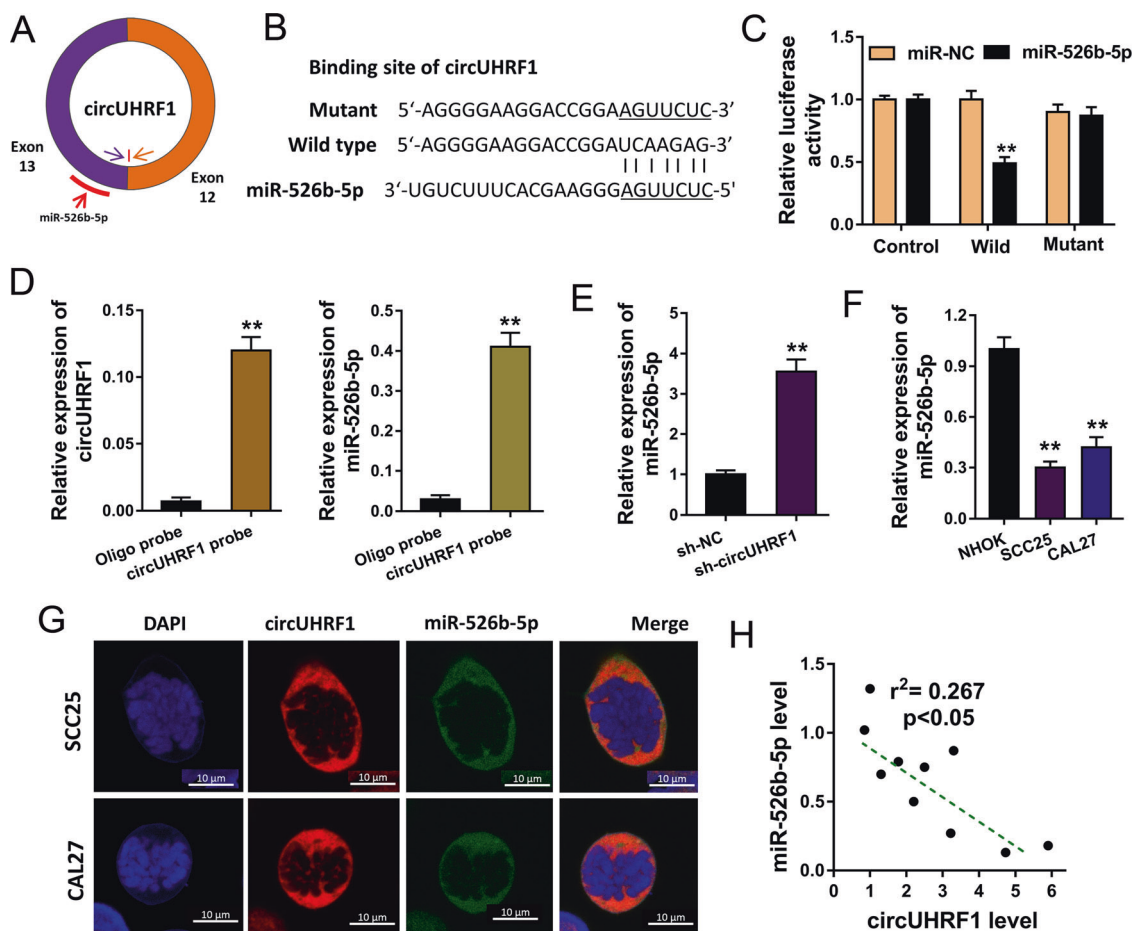 A
circUHRF1
Exon
13
Exon
12
miR-526b-5p
B
Binding site of circUHRF1
Mutant 5‘-AGGGGAAGGACCGGAAGUUCUC-3’
Wild type 5‘-AGGGGAAGGACCGGAUCAAGAG-3’
miR-526b-5p 3‘-UGUCUUUCACGAAGGGAGUUCUC-5'
C
miR-NC miR-526b-5p
Relative luciferase
activity
1.5
1.0
0.5
0.0
**
Control Wild Mutant
D
Relative expression of
circUHRF1
0.15
0.10
0.05
0.00
**
Oligo probe
circUHRF1 probe
Relative expression of
miR-526b-5p
0.5
0.4
0.3
0.2
0.1
0.0
**
Oligo probe
circUHRF1 probe
E
Relative expression of
miR-526b-5p
6
5
4
3
2
1
0
**
sh-NC
sh-circUHRF1
F
Relative expression of
miR-526b-5p
1.2
0.9
0.6
0.3
0.0
** **
NHOK
SCC25
CAL27
G
DAPI circUHRF1 miR-526b-5p Merge
SCC25
10 µm 10 µm 10 µm 10 µm
CAL27
10 µm 10 µm 10 µm 10 µm
H
miR-526b-5p level
1.5
1.0
0.5
0.0
r²= 0.267
p<0.05
0 1 2 3 4 5 6
circUHRF1 level